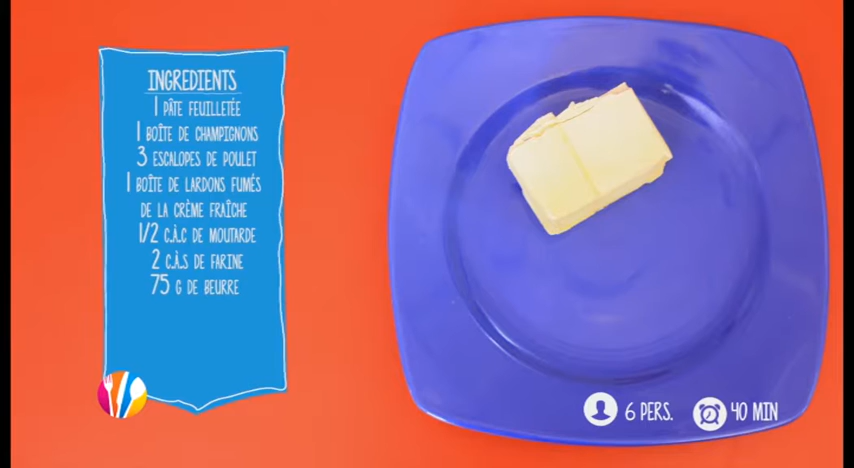 INGREDIENTS
1 PÂTE FEUILLETÉE
1 BOÎTE DE CHAMPIGNONS
3 ESCALOPES DE POULET
1 BOÎTE DE LARDONS FUMÉS
DE LA CRÈME FRAÎCHE
1/2 C.À.C DE MOUTARDE
2 C.À.S DE FARINE
75 G DE BEURRE
6 PERS.
40 MIN